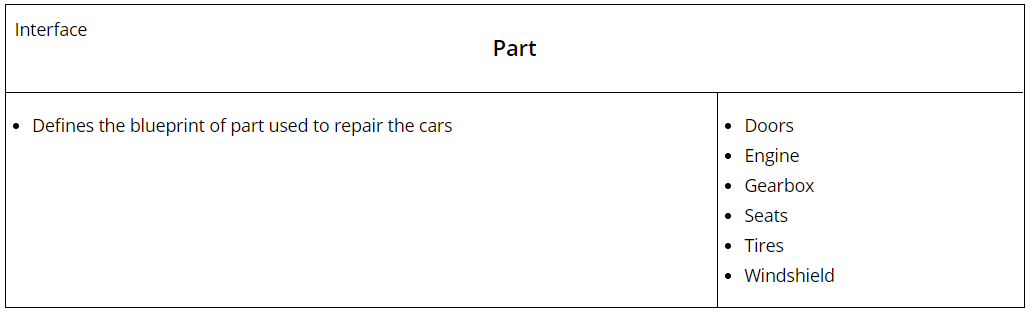 Interface
Part
• Defines the blueprint of part used to repair the cars
• Doors
• Engine
• Gearbox
• Seats
• Tires
• Windshield